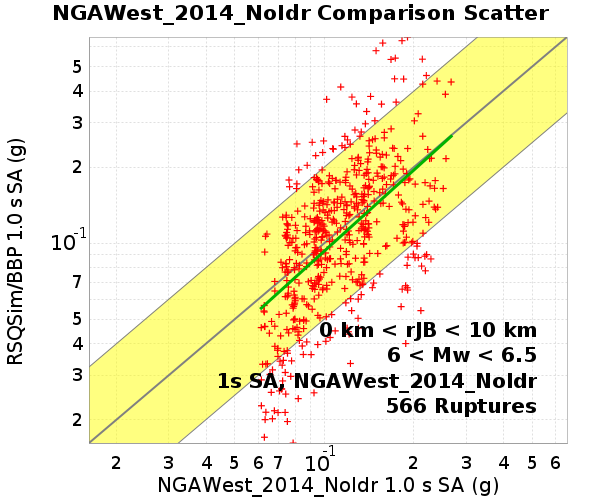 NGAWest_2014_NoIdr Comparison Scatter
RSQSim/BBP 1.0 s SA (g)
5
4
3
2
10⁻¹
7
5
4
3
2
0 km < rJB < 10 km
6 < Mw < 6.5
1s SA, NGAWest_2014_NoIdr
566 Ruptures
2 3 4 5 6 7 10⁻¹ 2 3 4 5 6
NGAWest_2014_NoIdr 1.0 s SA (g)